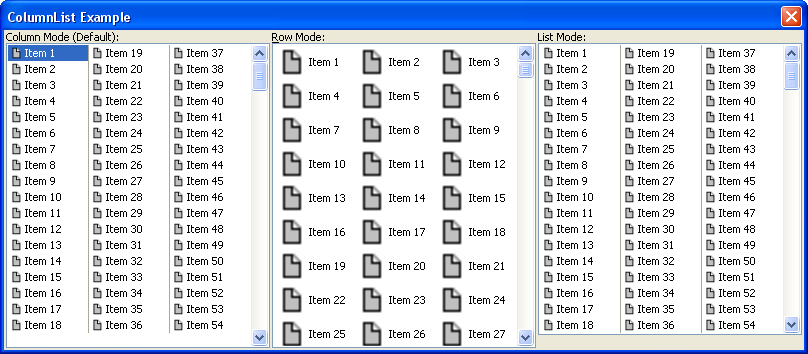 ColumnList Example
Column Mode (Default):
Item 1 Item 19 Item 37
Item 2 Item 20 Item 38
Item 3 Item 21 Item 39
Item 4 Item 22 Item 40
Item 5 Item 23 Item 41
Item 6 Item 24 Item 42
Item 7 Item 25 Item 43
Item 8 Item 26 Item 44
Item 9 Item 27 Item 45
Item 10 Item 28 Item 46
Item 11 Item 29 Item 47
Item 12 Item 30 Item 48
Item 13 Item 31 Item 49
Item 14 Item 32 Item 50
Item 15 Item 33 Item 51
Item 16 Item 34 Item 52
Item 17 Item 35 Item 53
Item 18 Item 36 Item 54
Row Mode:
Item 1 Item 2 Item 3
Item 4 Item 5 Item 6
Item 7 Item 8 Item 9
Item 10 Item 11 Item 12
Item 13 Item 14 Item 15
Item 16 Item 17 Item 18
Item 19 Item 20 Item 21
Item 22 Item 23 Item 24
Item 25 Item 26 Item 27
List Mode:
Item 1 Item 19 Item 37
Item 2 Item 20 Item 38
Item 3 Item 21 Item 39
Item 4 Item 22 Item 40
Item 5 Item 23 Item 41
Item 6 Item 24 Item 42
Item 7 Item 25 Item 43
Item 8 Item 26 Item 44
Item 9 Item 27 Item 45
Item 10 Item 28 Item 46
Item 11 Item 29 Item 47
Item 12 Item 30 Item 48
Item 13 Item 31 Item 49
Item 14 Item 32 Item 50
Item 15 Item 33 Item 51
Item 16 Item 34 Item 52
Item 17 Item 35 Item 53
Item 18 Item 36 Item 54